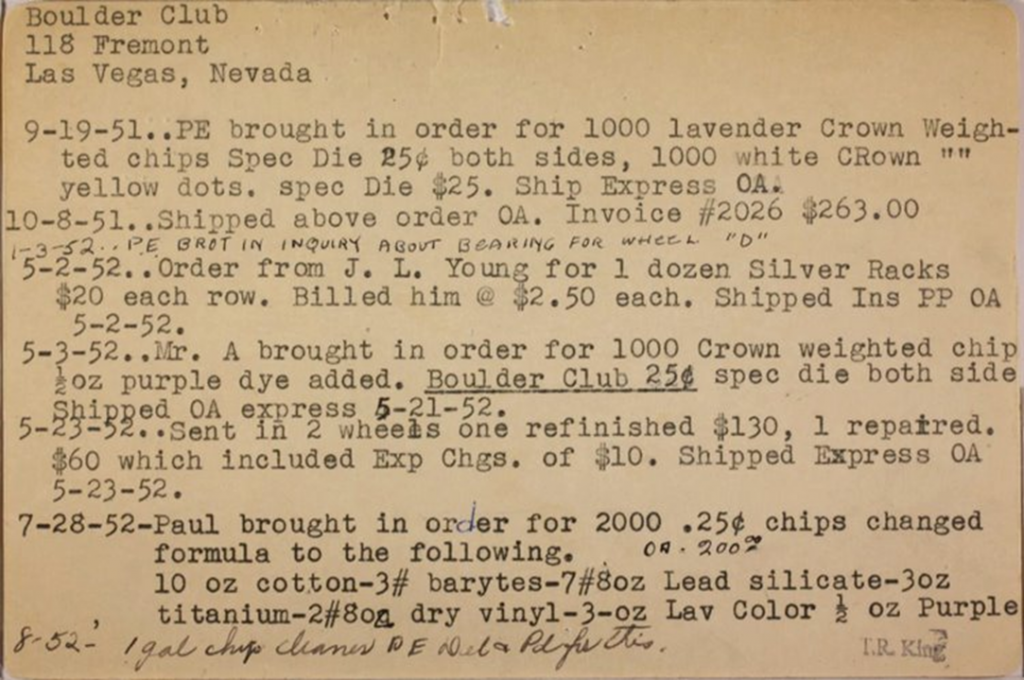 Boulder Club
118 Fremont
Las Vegas, Nevada
9-19-51..PE brought in order for 1000 lavender Crown Weigh-
ted chips Spec Die 25¢ both sides, 1000 white CRown ""
yellow dots. spec Die $25. Ship Express OA.
10-8-51..Shipped above order OA. Invoice #2026 $263.00
1-3-52.. PE BROT IN INQUIRY ABOUT BEARING FOR WHEEL "D"
5-2-52..Order from J. L. Young for 1 dozen Silver Racks
$20 each row. Billed him @ $2.50 each. Shipped Ins PP OA
5-2-52.
5-3-52..Mr. A brought in order for 1000 Crown weighted chip
½oz purple dye added. Boulder Club 25¢ spec die both side
Shipped OA express 5-21-52.
5-23-52..Sent in 2 wheels one refinished $130, 1 repaired.
$60 which included Exp Chgs. of $10. Shipped Express OA
5-23-52.
7-28-52-Paul brought in order for 2000 .25¢ chips changed
formula to the following. OA. 200
10 oz cotton-3# barytes-7#8oz Lead silicate-3oz
titanium-2#8oz dry vinyl-3-oz Lav Color ½ oz Purple
8-52- 1 gal chip cleaner PE Del & Pd for this.
T.R. King